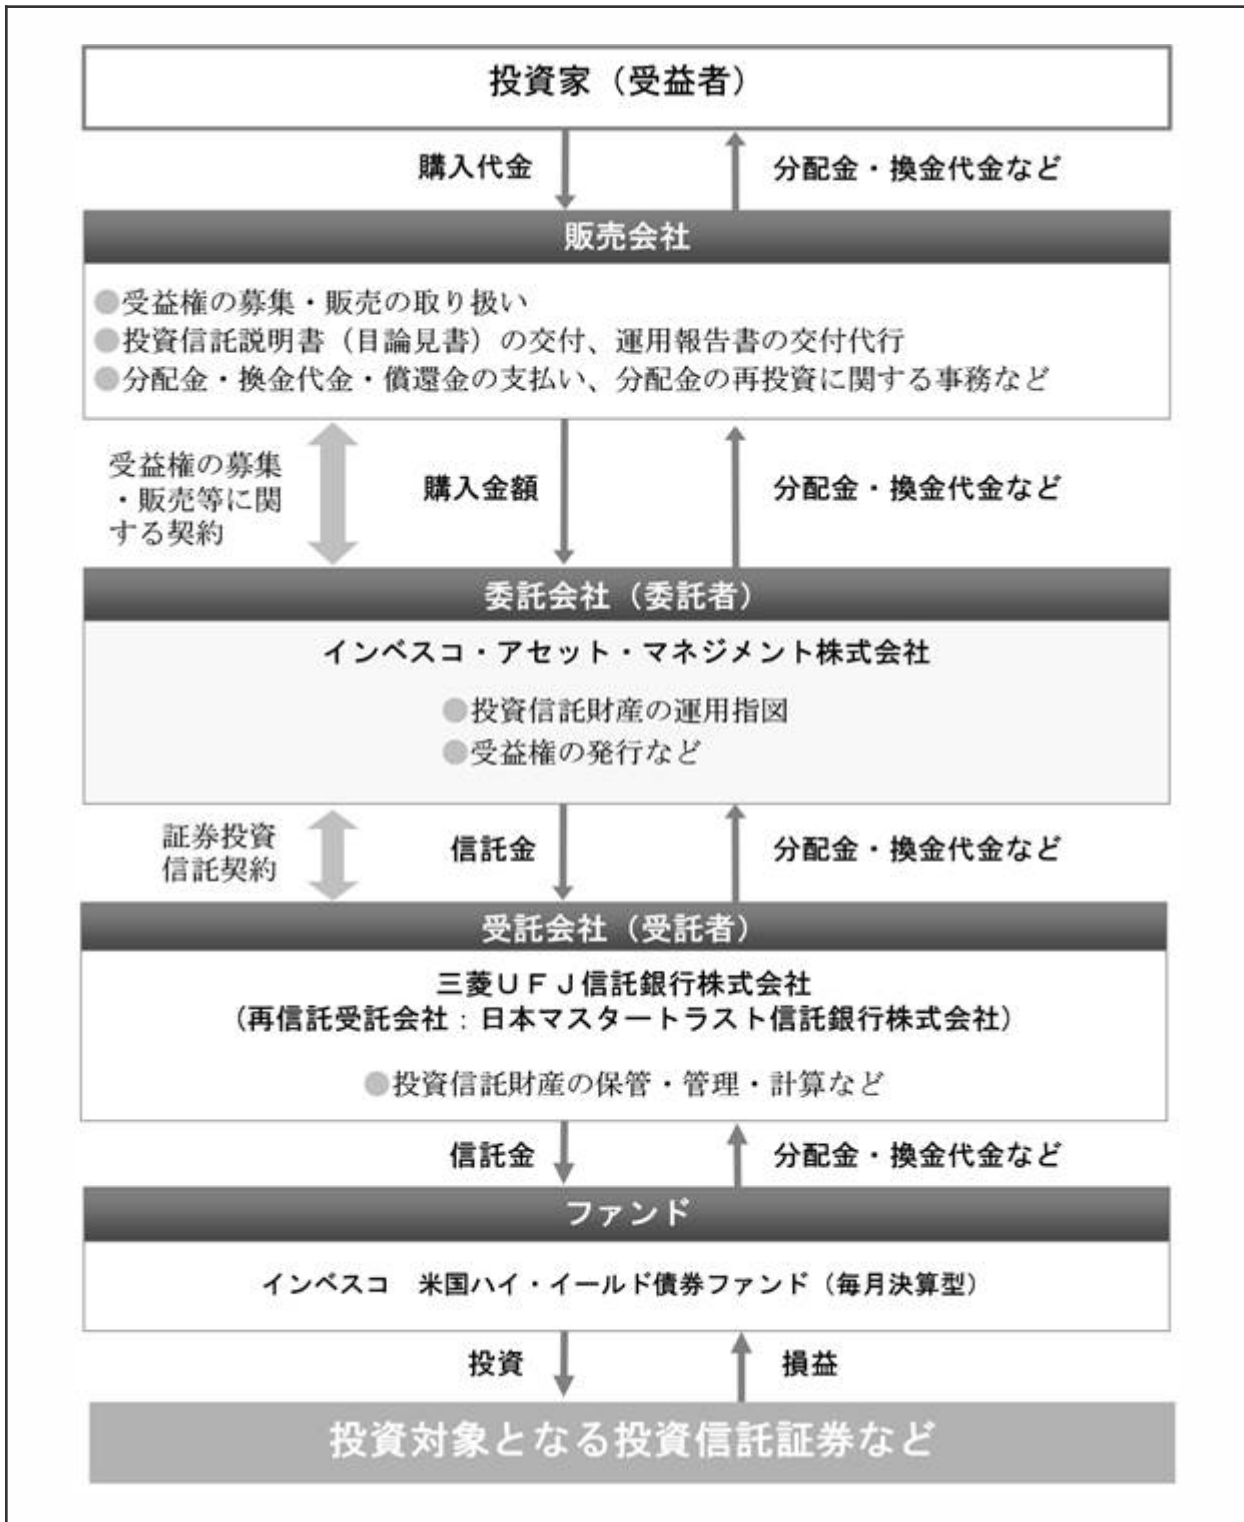 投資家（受益者）
購入代金
分配金・換金代金など
販売会社
●受益権の募集・販売の取り扱い
●投資信託説明書（目論見書）の交付、運用報告書の交付代行
●分配金・換金代金・償還金の支払い、分配金の再投資に関する事務など
受益権の募集
・販売等に関
する契約
購入金額
分配金・換金代金など
委託会社（委託者）
インベスコ・アセット・マネジメント株式会社
●投資信託財産の運用指図
●受益権の発行など
証券投資
信託契約
信託金
分配金・換金代金など
受託会社（受託者）
三菱ＵＦＪ信託銀行株式会社
（再信託受託会社：日本マスタートラスト信託銀行株式会社）
●投資信託財産の保管・管理・計算など
信託金
分配金・換金代金など
ファンド
インベスコ　米国ハイ・イールド債券ファンド（毎月決算型）
投資
損益
投資対象となる投資信託証券など